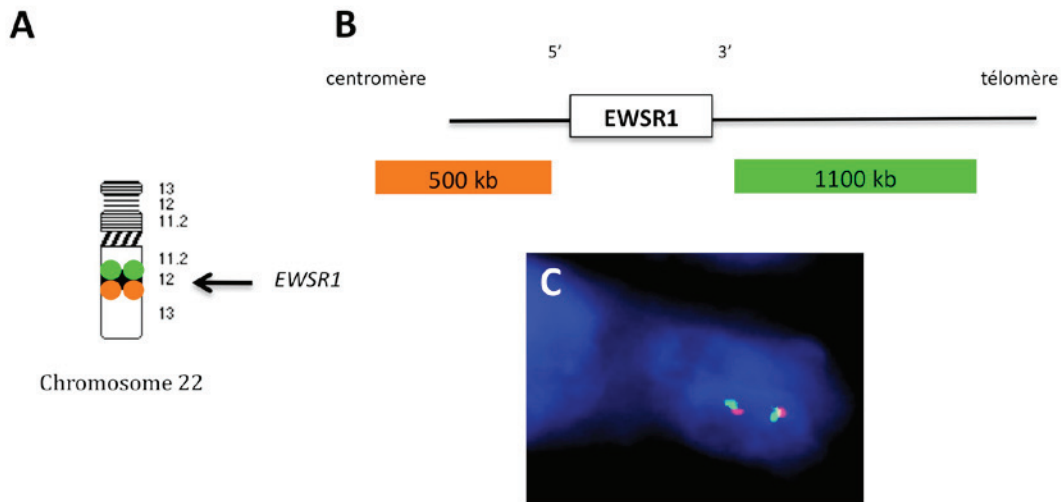 A
B
5’
3’
centromère
télomère
EWSR1
500 kb
1100 kb
13
12
11.2
11.2
12
13
EWSR1
Chromosome 22
C